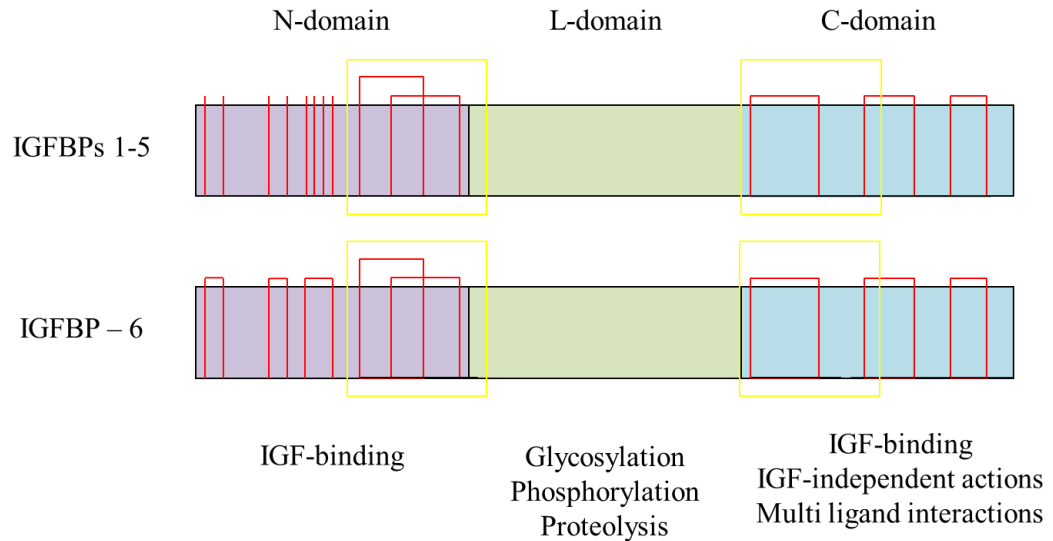 N-domain
L-domain
C-domain
IGFBPs 1-5
IGFBP – 6
IGF-binding
Glycosylation
Phosphorylation
Proteolysis
IGF-binding
IGF-independent actions
Multi ligand interactions